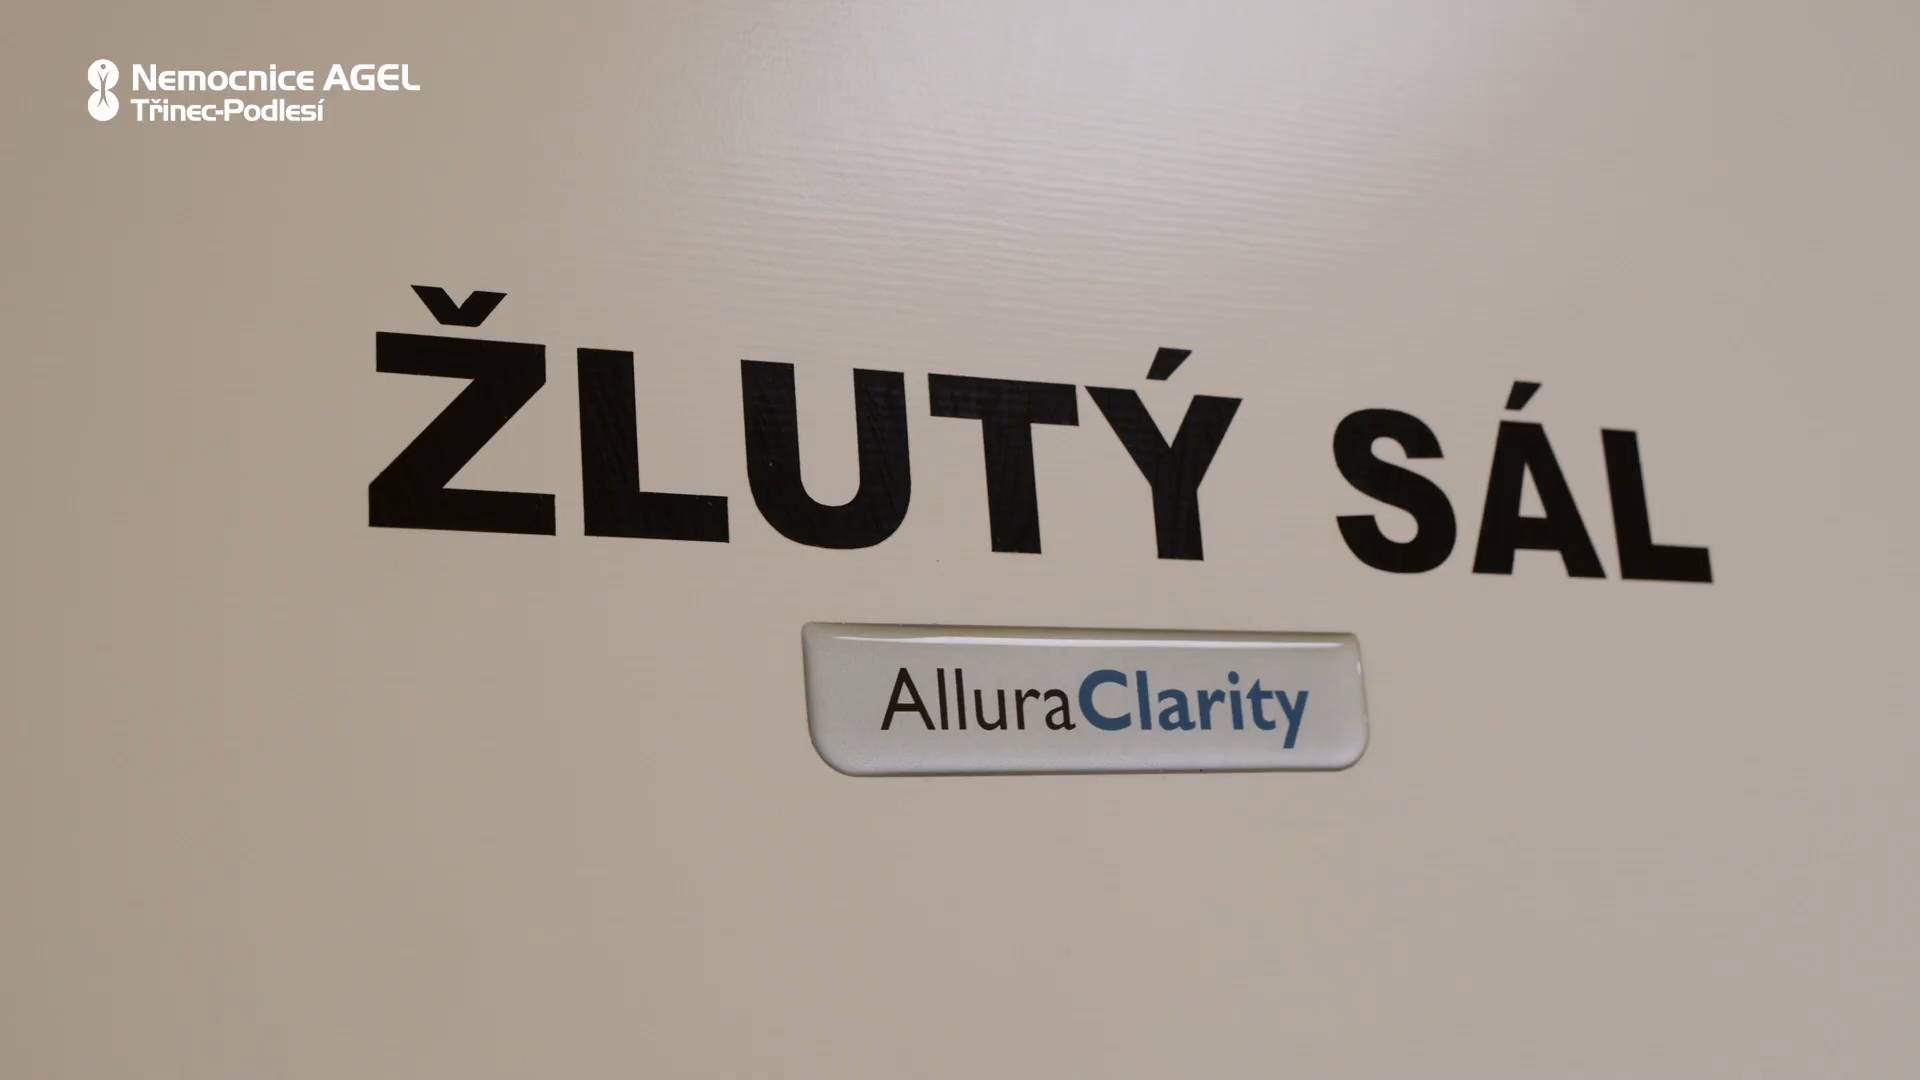 Nemocnice AGEL
Třinec-Podlesí
ŽLUTÝ SÁL
AlluraClarity